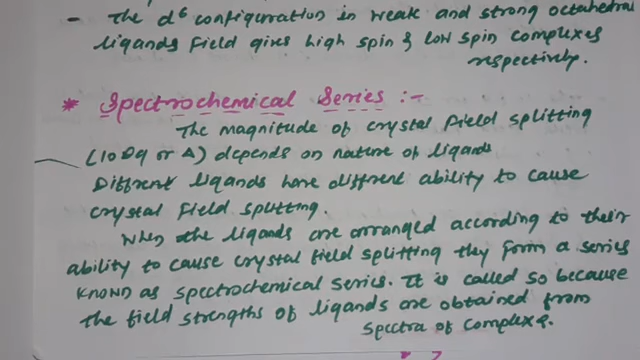 - The d⁶ configuration in weak and strong octahedral
ligands field gives high spin & low spin complexes
respectively.
* Spectrochemical Series :-
The magnitude of crystal field splitting
(10 Dq or Δ) depends on nature of ligands
Different ligands have different ability to cause
crystal field splitting.
When the ligands are arranged according to their
ability to cause crystal field splitting they form a series
known as spectrochemical series. It is called so because
the field strengths of ligands are obtained from
spectra of complexes.